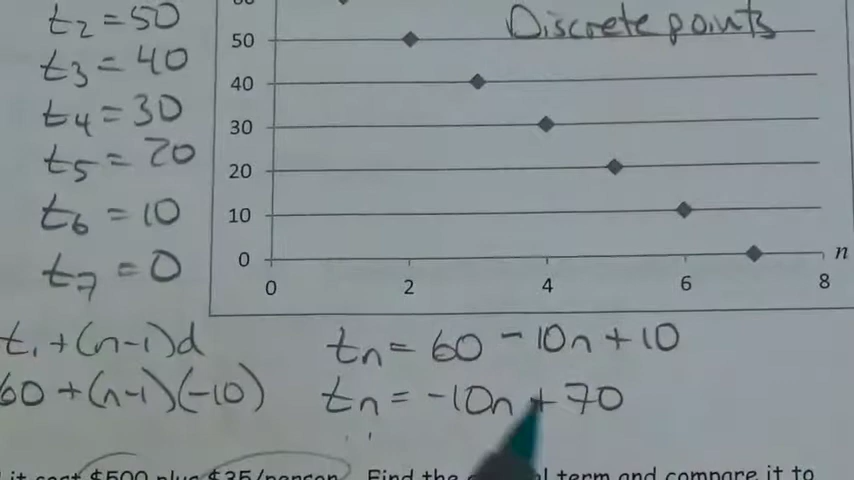 t2 = 50
t3 = 40
t4 = 30
t5 = 20
t6 = 10
t7 = 0
Discrete points
50
40
30
20
10
0
0 2 4 6 8
n
t1 + (n-1)d
60 + (n-1)(-10)
tn = 60 - 10n + 10
tn = -10n + 70
it cost $500 plus $35/person. Find the term and compare it to